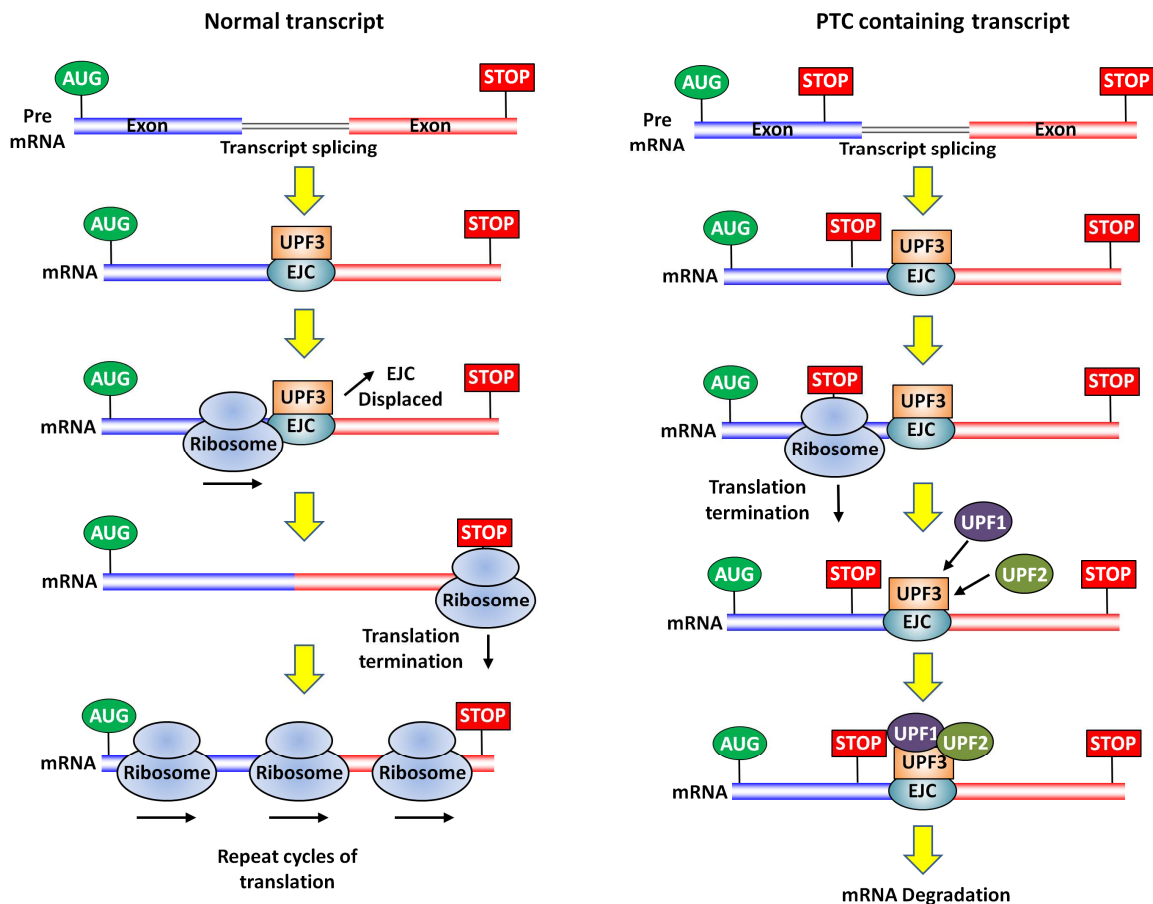 Normal transcript
AUG
STOP
Pre
mRNA
Exon
Exon
Transcript splicing
AUG
UPF3
STOP
mRNA
EJC
AUG
UPF3
EJC
Displaced
STOP
mRNA
Ribosome
EJC
AUG
STOP
mRNA
Ribosome
Translation
termination
AUG
STOP
mRNA
Ribosome
Ribosome
Ribosome
Repeat cycles of
translation
PTC containing transcript
AUG
STOP
STOP
Pre
mRNA
Exon
Exon
Transcript splicing
AUG
STOP
UPF3
STOP
mRNA
EJC
AUG
STOP
UPF3
STOP
mRNA
Ribosome
EJC
Translation
termination
UPF1
UPF2
AUG
STOP
UPF3
STOP
mRNA
EJC
AUG
STOP
UPF1
UPF2
UPF3
STOP
mRNA
EJC
mRNA Degradation